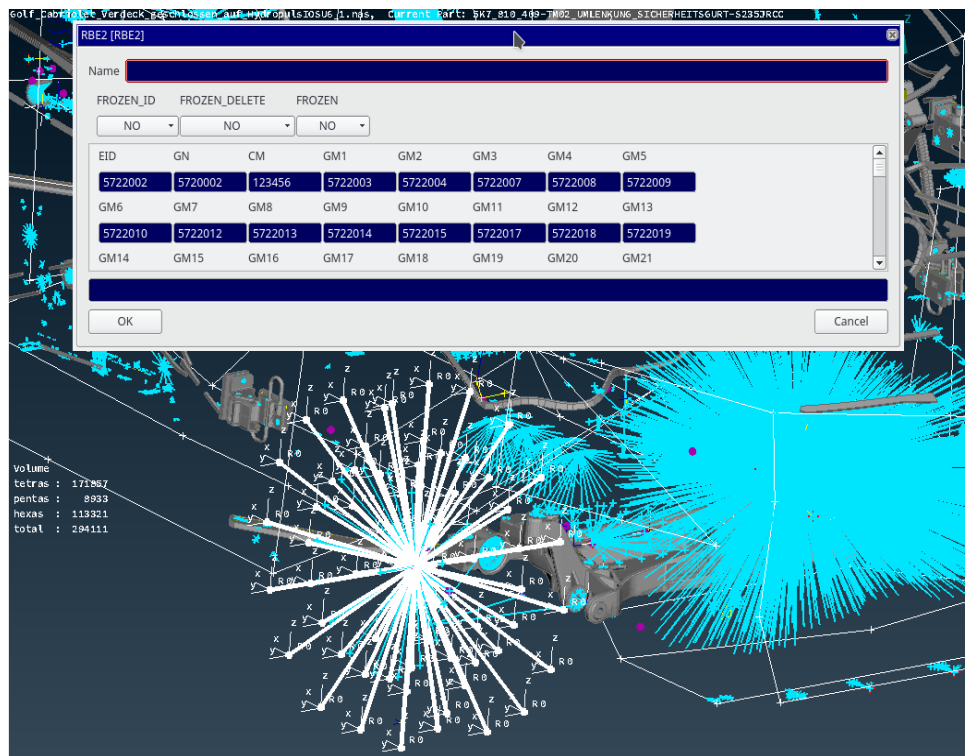 Golf_Cabriolet_Verdeck_geschlossen_auf_HydropulsIOSU6_1.nas, Current Part: 5K7_810_409-TM02_UMLENKUNG_SICHERHEITSGURT-S235JRCC
RBE2 [RBE2]
Name
FROZEN_ID FROZEN_DELETE FROZEN
NO NO NO
EID GN CM GM1 GM2 GM3 GM4 GM5
5722002 5720002 123456 5722003 5722004 5722007 5722008 5722009
GM6 GM7 GM8 GM9 GM10 GM11 GM12 GM13
5722010 5722012 5722013 5722014 5722015 5722017 5722018 5722019
GM14 GM15 GM16 GM17 GM18 GM19 GM20 GM21
OK Cancel
Volume
tetras : 171857
pentas : 8933
hexas : 113321
total : 294111